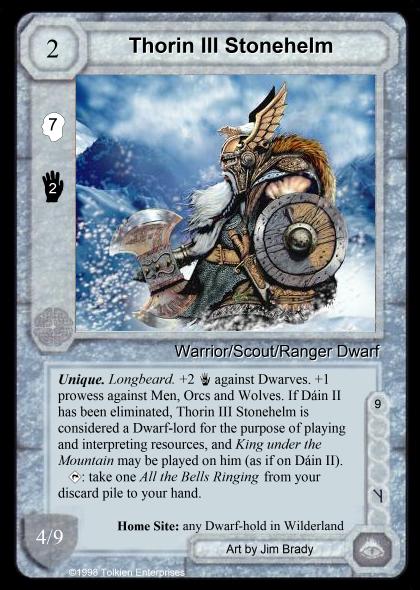 2
Thorin III Stonehelm
7
2
Warrior/Scout/Ranger Dwarf
Unique. Longbeard. +2 against Dwarves. +1
prowess against Men, Orcs and Wolves. If Dáin II
has been eliminated, Thorin III Stonehelm is
considered a Dwarf-lord for the purpose of playing
and interpreting resources, and King under the
Mountain may be played on him (as if on Dáin II).
: take one All the Bells Ringing from your
discard pile to your hand.
9
Home Site: any Dwarf-hold in Wilderland
4/9
Art by Jim Brady
©1998 Tolkien Enterprises